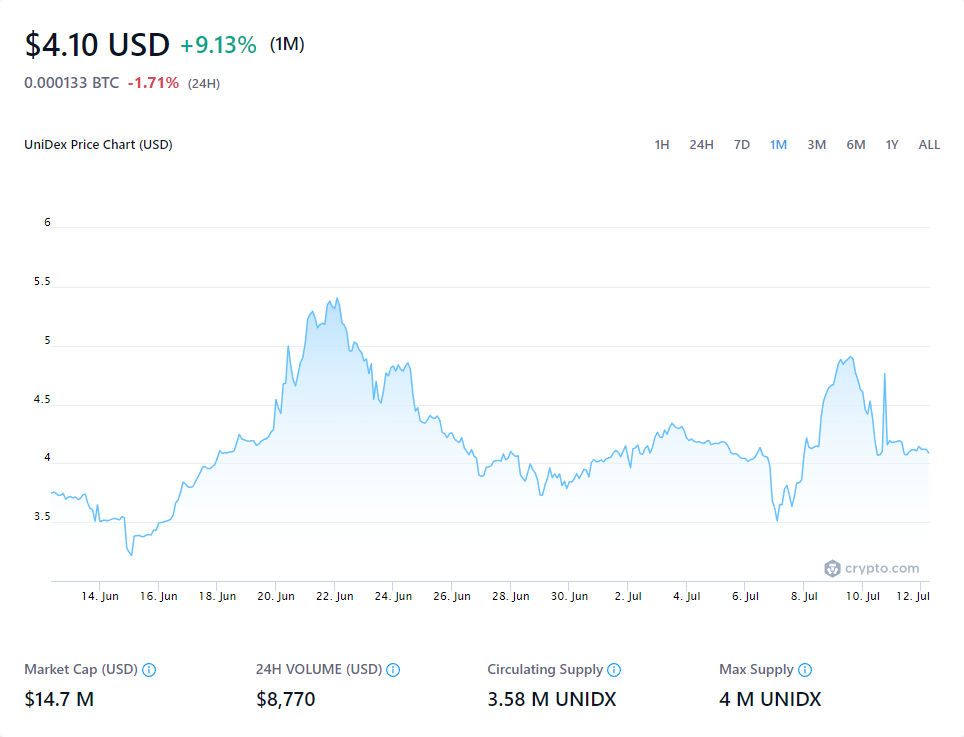 $4.10 USD +9.13% (1M)
0.000133 BTC -1.71% (24H)
UniDex Price Chart (USD) 1H 24H 7D 1M 3M 6M 1Y ALL
6
5.5
5
4.5
4
3.5
crypto.com
14. Jun 16. Jun 18. Jun 20. Jun 22. Jun 24. Jun 26. Jun 28. Jun 30. Jun 2. Jul 4. Jul 6. Jul 8. Jul 10. Jul 12. Jul
Market Cap (USD) 24H VOLUME (USD) Circulating Supply Max Supply
$14.7 M $8,770 3.58 M UNIDX 4 M UNIDX